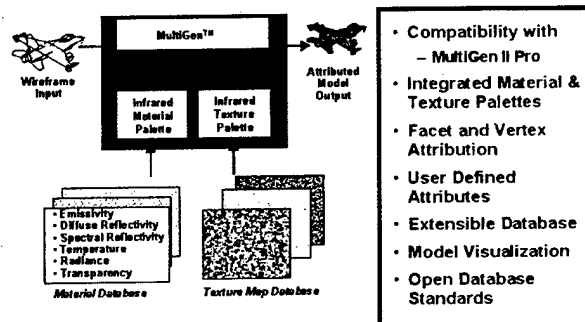 MultiGen™
Wireframe
Input
Attributed
Model
Output
Infrared
Material
Palette
Infrared
Texture
Palette
• Emissivity
• Diffuse Reflectivity
• Spectral Reflectivity
• Temperature
• Radiance
• Transparency
Material Database
Texture Map Database
• Compatibility with
– MultiGen II Pro
• Integrated Material &
Texture Palettes
• Facet and Vertex
Attribution
• User Defined
Attributes
• Extensible Database
• Model Visualization
• Open Database
Standards